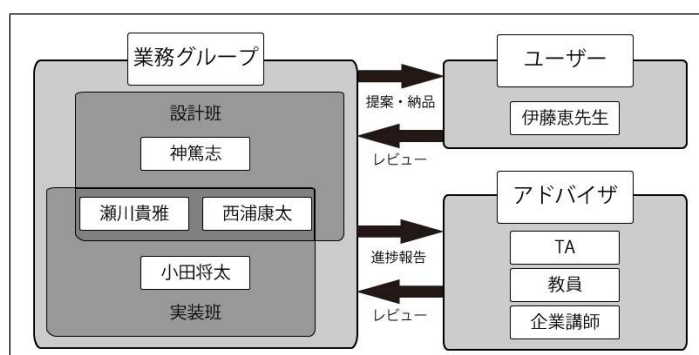 業務グループ
設計班
神篤志
瀬川貴雅
西浦康太
小田将太
実装班
提案・納品
レビュー
進捗報告
レビュー
ユーザー
伊藤恵先生
アドバイザ
TA
教員
企業講師